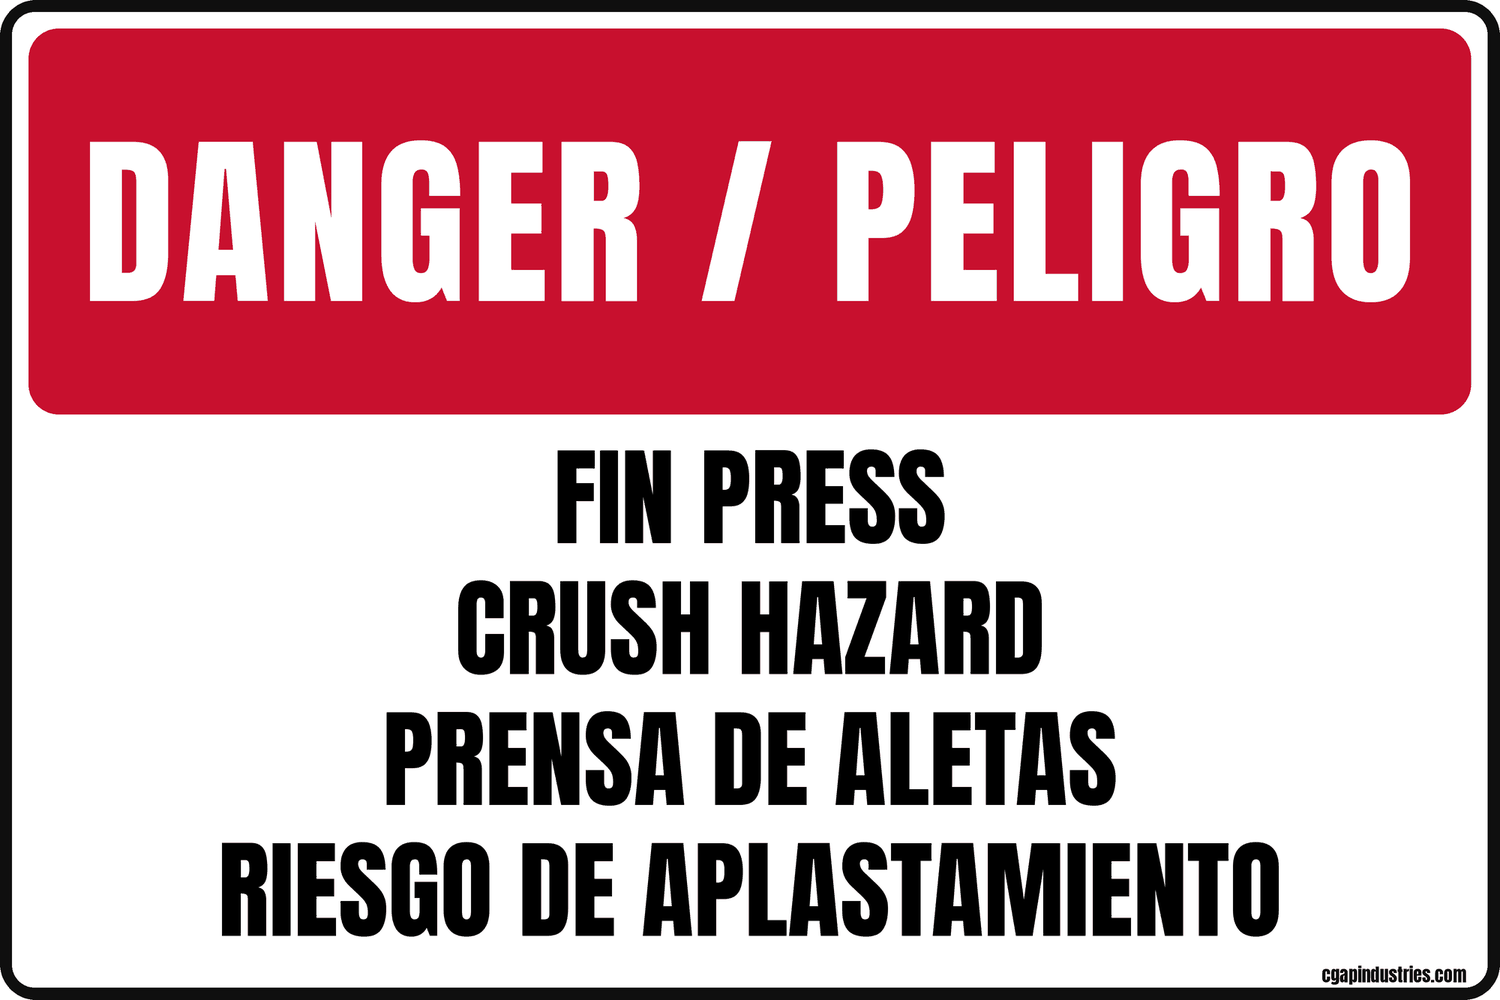 DANGER / PELIGRO
FIN PRESS
CRUSH HAZARD
PRENSA DE ALETAS
RIESGO DE APLASTAMIENTO
cgapindustries.com